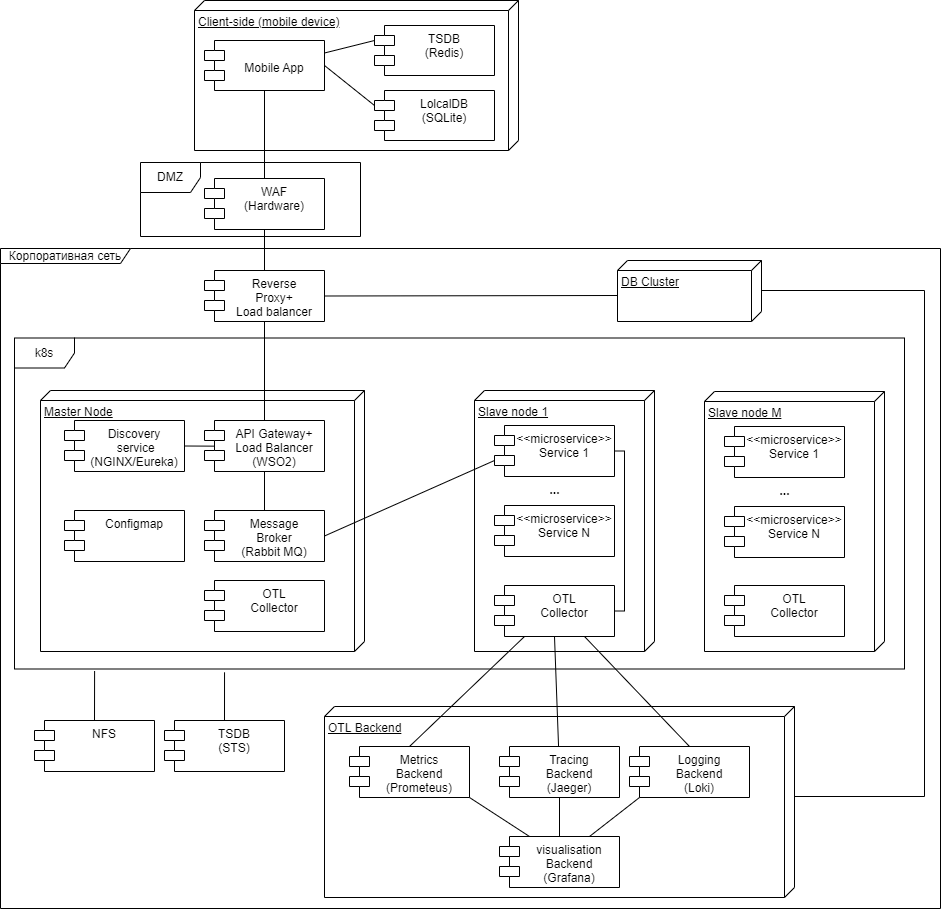 Client-side (mobile device)
Mobile App
TSDB
(Redis)
LolcalDB
(SQLite)
DMZ
WAF
(Hardware)
Корпоративная сеть
Reverse
Proxy+
Load balancer
DB Cluster
k8s
Master Node
Discovery
service
(NGINX/Eureka)
API Gateway+
Load Balancer
(WSO2)
Configmap
Message
Broker
(Rabbit MQ)
OTL
Collector
Slave node 1
<<microservice>>
Service 1
...
<<microservice>>
Service N
OTL
Collector
Slave node M
<<microservice>>
Service 1
...
<<microservice>>
Service N
OTL
Collector
NFS
TSDB
(STS)
OTL Backend
Metrics
Backend
(Prometeus)
Tracing
Backend
(Jaeger)
Logging
Backend
(Loki)
visualisation
Backend
(Grafana)